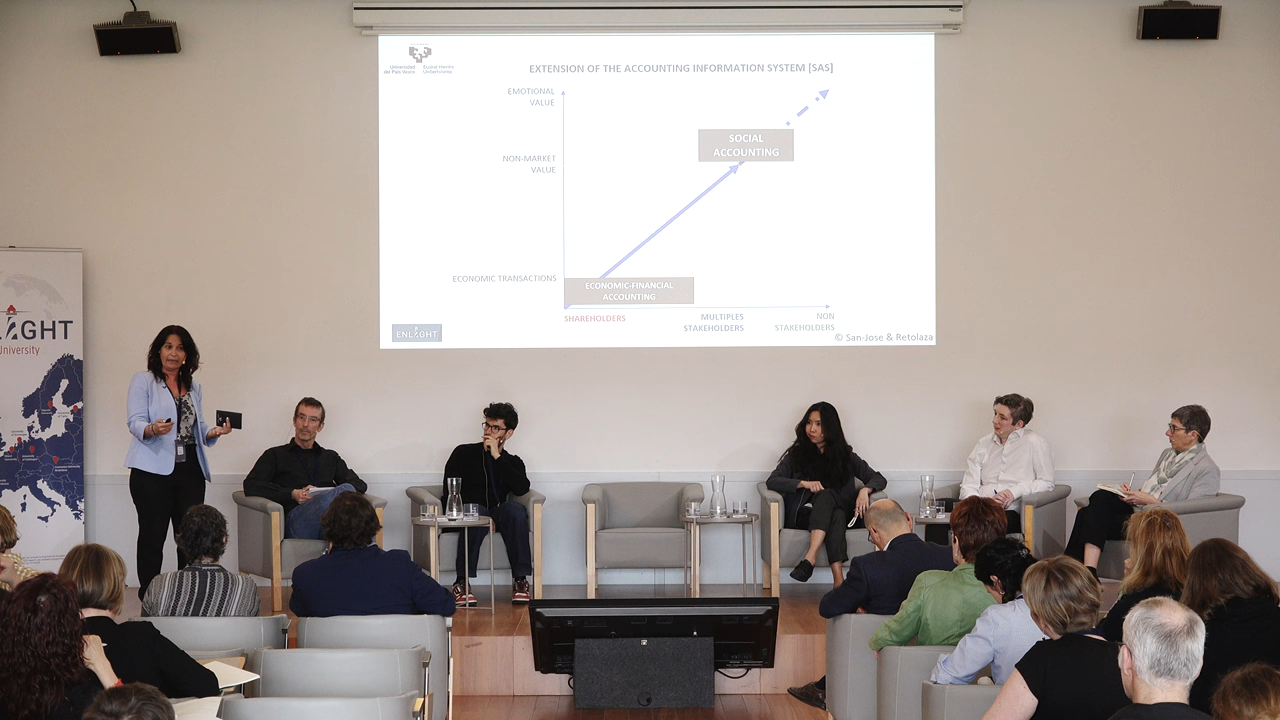 Universidad Euskal Herriko
del País Vasco Unibertsitatea
EXTENSION OF THE ACCOUNTING INFORMATION SYSTEM [SAS]
EMOTIONAL
VALUE
SOCIAL
ACCOUNTING
NON-MARKET
VALUE
ECONOMIC TRANSACTIONS
ECONOMIC-FINANCIAL
ACCOUNTING
SHAREHOLDERS
MULTIPLES
STAKEHOLDERS
NON
STAKEHOLDERS
ENLIGHT
© San-Jose & Retolaza
LIGHT
University